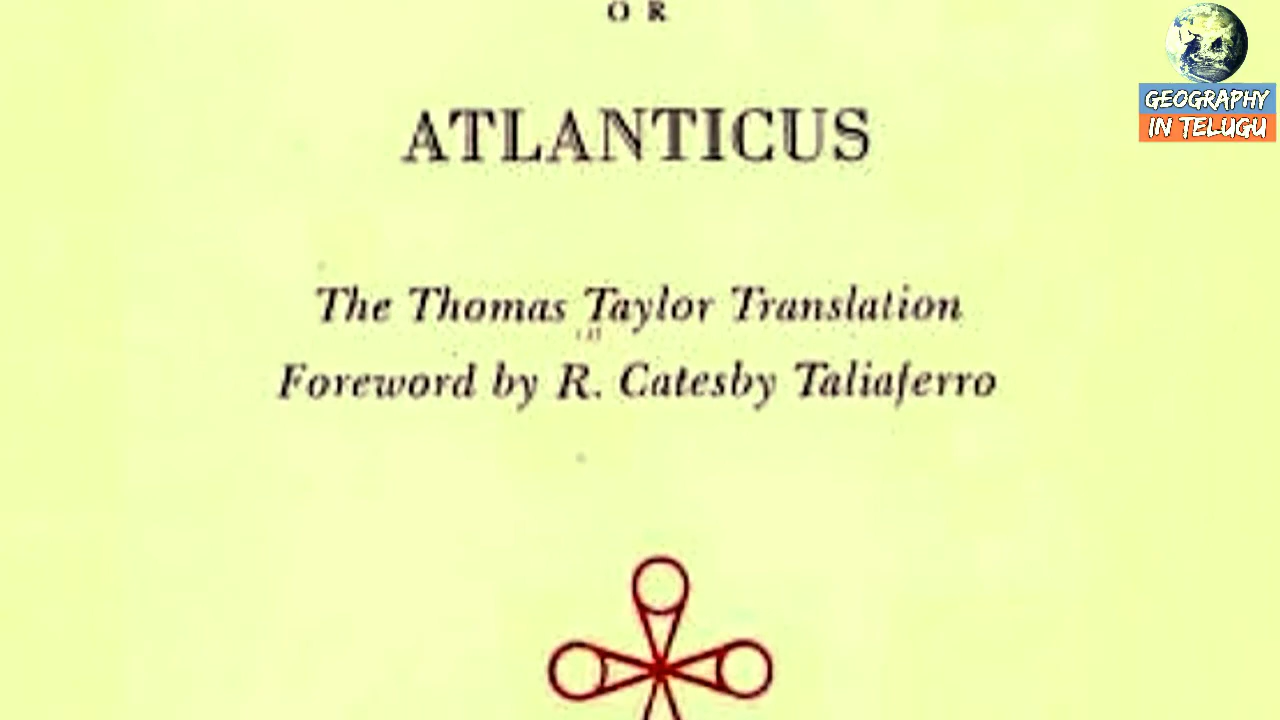 OR
ATLANTICUS
The Thomas Taylor Translation
Foreword by R. Catesby Taliaferro
GEOGRAPHY
IN TELUGU